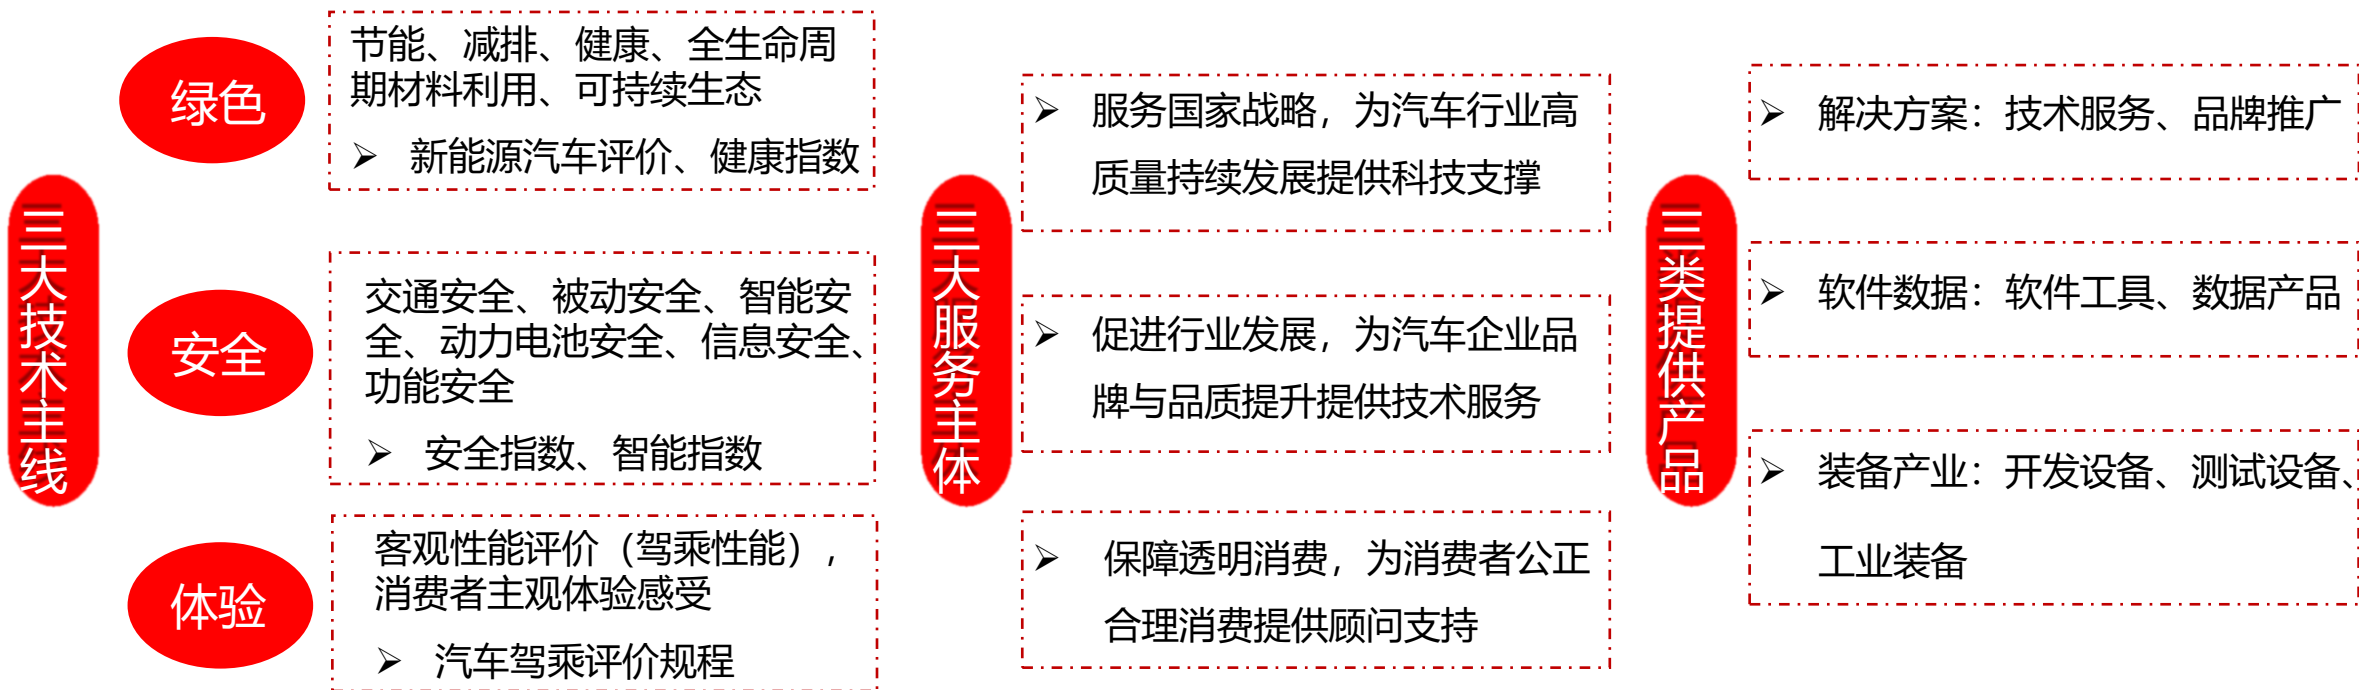 三大技术主线
绿色
节能、减排、健康、全生命周
期材料利用、可持续生态
➢ 新能源汽车评价、健康指数
安全
交通安全、被动安全、智能安
全、动力电池安全、信息安全、
功能安全
➢ 安全指数、智能指数
体验
客观性能评价（驾乘性能），
消费者主观体验感受
➢ 汽车驾乘评价规程
三大服务主体
➢ 服务国家战略，为汽车行业高
质量持续发展提供科技支撑
➢ 促进行业发展，为汽车企业品
牌与品质提升提供技术服务
➢ 保障透明消费，为消费者公正
合理消费提供顾问支持
三类提供产品
➢ 解决方案：技术服务、品牌推广
➢ 软件数据：软件工具、数据产品
➢ 装备产业：开发设备、测试设备、
工业装备